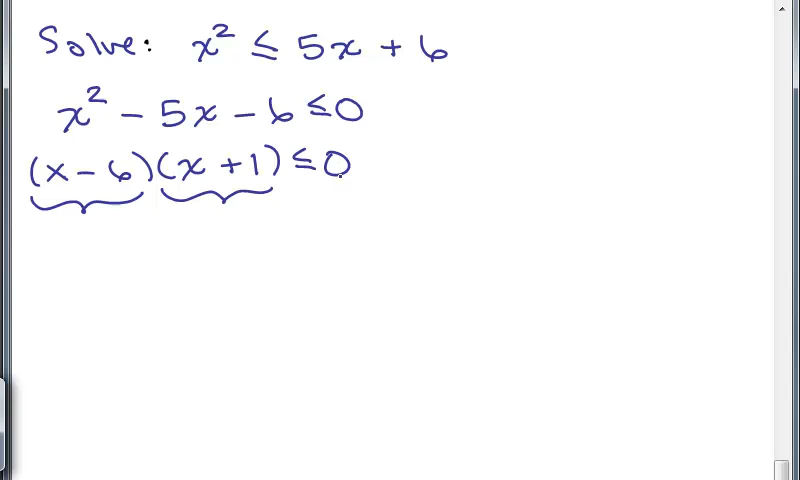 Solve: x² ≤ 5x + 6
x² - 5x - 6 ≤ 0
(x - 6)(x + 1) ≤ 0